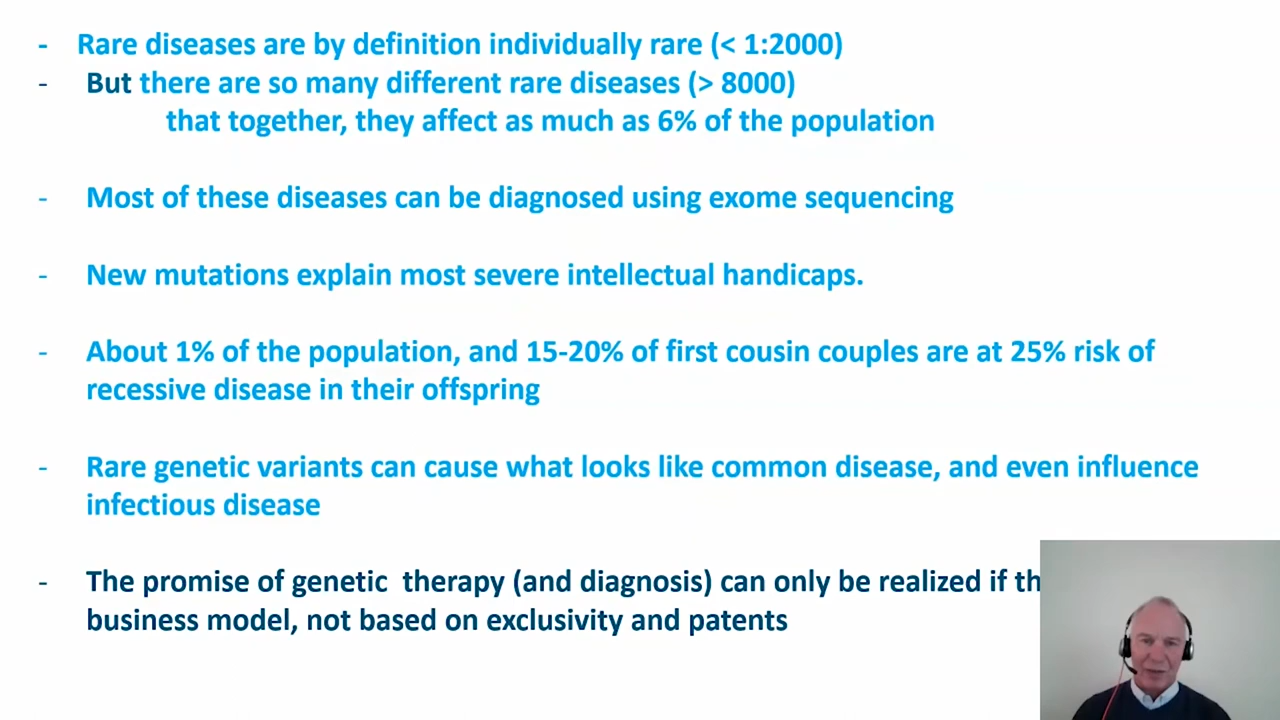 - Rare diseases are by definition individually rare (< 1:2000)
- But there are so many different rare diseases (> 8000)
that together, they affect as much as 6% of the population
- Most of these diseases can be diagnosed using exome sequencing
- New mutations explain most severe intellectual handicaps.
- About 1% of the population, and 15-20% of first cousin couples are at 25% risk of
recessive disease in their offspring
- Rare genetic variants can cause what looks like common disease, and even influence
infectious disease
- The promise of genetic  therapy (and diagnosis) can only be realized if
business model, not based on exclusivity and patents